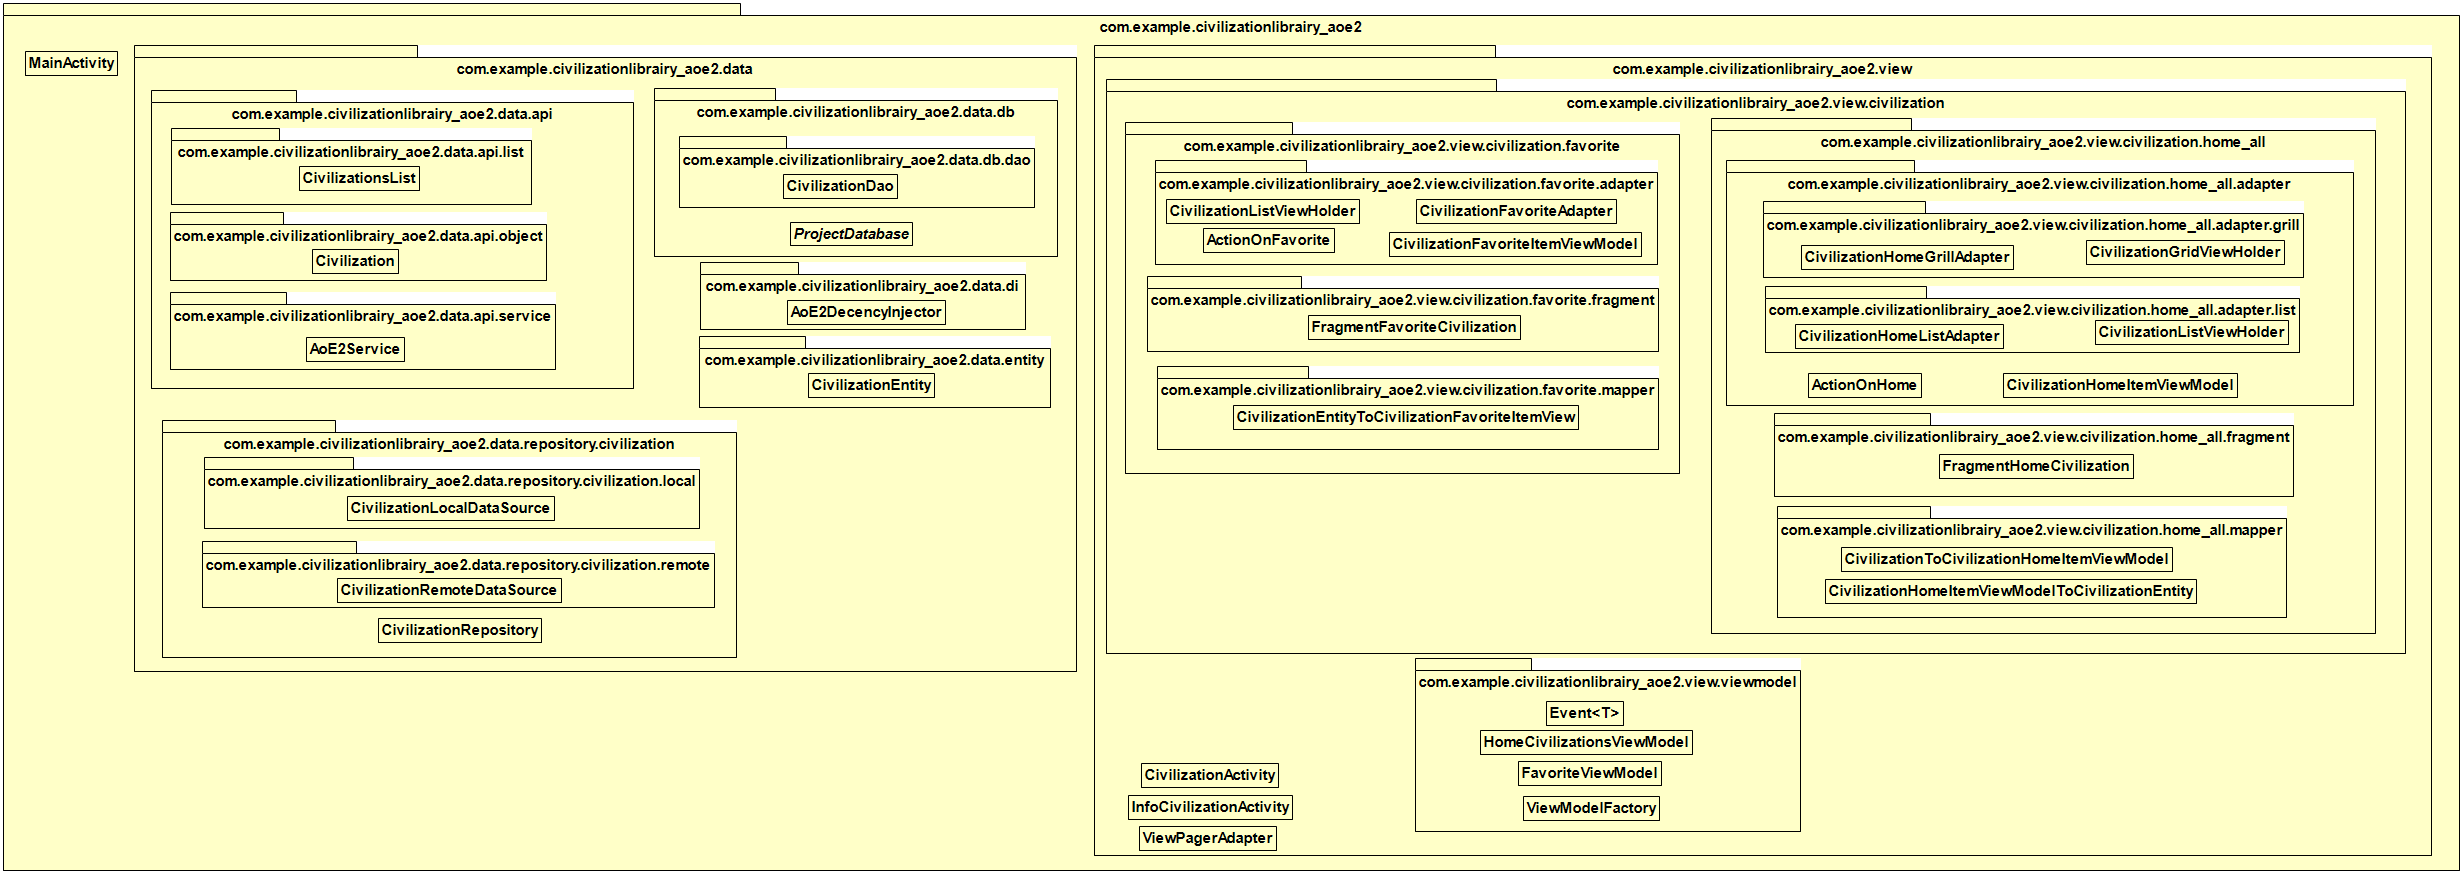 com.example.civilizationlibrairy_aoe2
MainActivity
com.example.civilizationlibrairy_aoe2.data
com.example.civilizationlibrairy_aoe2.data.api
com.example.civilizationlibrairy_aoe2.data.api.list
CivilizationsList
com.example.civilizationlibrairy_aoe2.data.api.object
Civilization
com.example.civilizationlibrairy_aoe2.data.api.service
AoE2Service
com.example.civilizationlibrairy_aoe2.data.db
com.example.civilizationlibrairy_aoe2.data.db.dao
CivilizationDao
ProjectDatabase
com.example.civilizationlibrairy_aoe2.data.di
AoE2DecencyInjector
com.example.civilizationlibrairy_aoe2.data.entity
CivilizationEntity
com.example.civilizationlibrairy_aoe2.data.repository.civilization
com.example.civilizationlibrairy_aoe2.data.repository.civilization.local
CivilizationLocalDataSource
com.example.civilizationlibrairy_aoe2.data.repository.civilization.remote
CivilizationRemoteDataSource
CivilizationRepository
com.example.civilizationlibrairy_aoe2.view
com.example.civilizationlibrairy_aoe2.view.civilization
com.example.civilizationlibrairy_aoe2.view.civilization.favorite
com.example.civilizationlibrairy_aoe2.view.civilization.favorite.adapter
CivilizationListViewHolder
CivilizationFavoriteAdapter
ActionOnFavorite
CivilizationFavoriteItemViewModel
com.example.civilizationlibrairy_aoe2.view.civilization.favorite.fragment
FragmentFavoriteCivilization
com.example.civilizationlibrairy_aoe2.view.civilization.favorite.mapper
CivilizationEntityToCivilizationFavoriteItemView
com.example.civilizationlibrairy_aoe2.view.civilization.home_all
com.example.civilizationlibrairy_aoe2.view.civilization.home_all.adapter
com.example.civilizationlibrairy_aoe2.view.civilization.home_all.adapter.grill
CivilizationHomeGrillAdapter
CivilizationGridViewHolder
com.example.civilizationlibrairy_aoe2.view.civilization.home_all.adapter.list
CivilizationHomeListAdapter
CivilizationListViewHolder
ActionOnHome
CivilizationHomeItemViewModel
com.example.civilizationlibrairy_aoe2.view.civilization.home_all.fragment
FragmentHomeCivilization
com.example.civilizationlibrairy_aoe2.view.civilization.home_all.mapper
CivilizationToCivilizationHomeItemViewModel
CivilizationHomeItemViewModelToCivilizationEntity
com.example.civilizationlibrairy_aoe2.view.viewmodel
Event<T>
HomeCivilizationsViewModel
FavoriteViewModel
ViewModelFactory
CivilizationActivity
InfoCivilizationActivity
ViewPagerAdapter